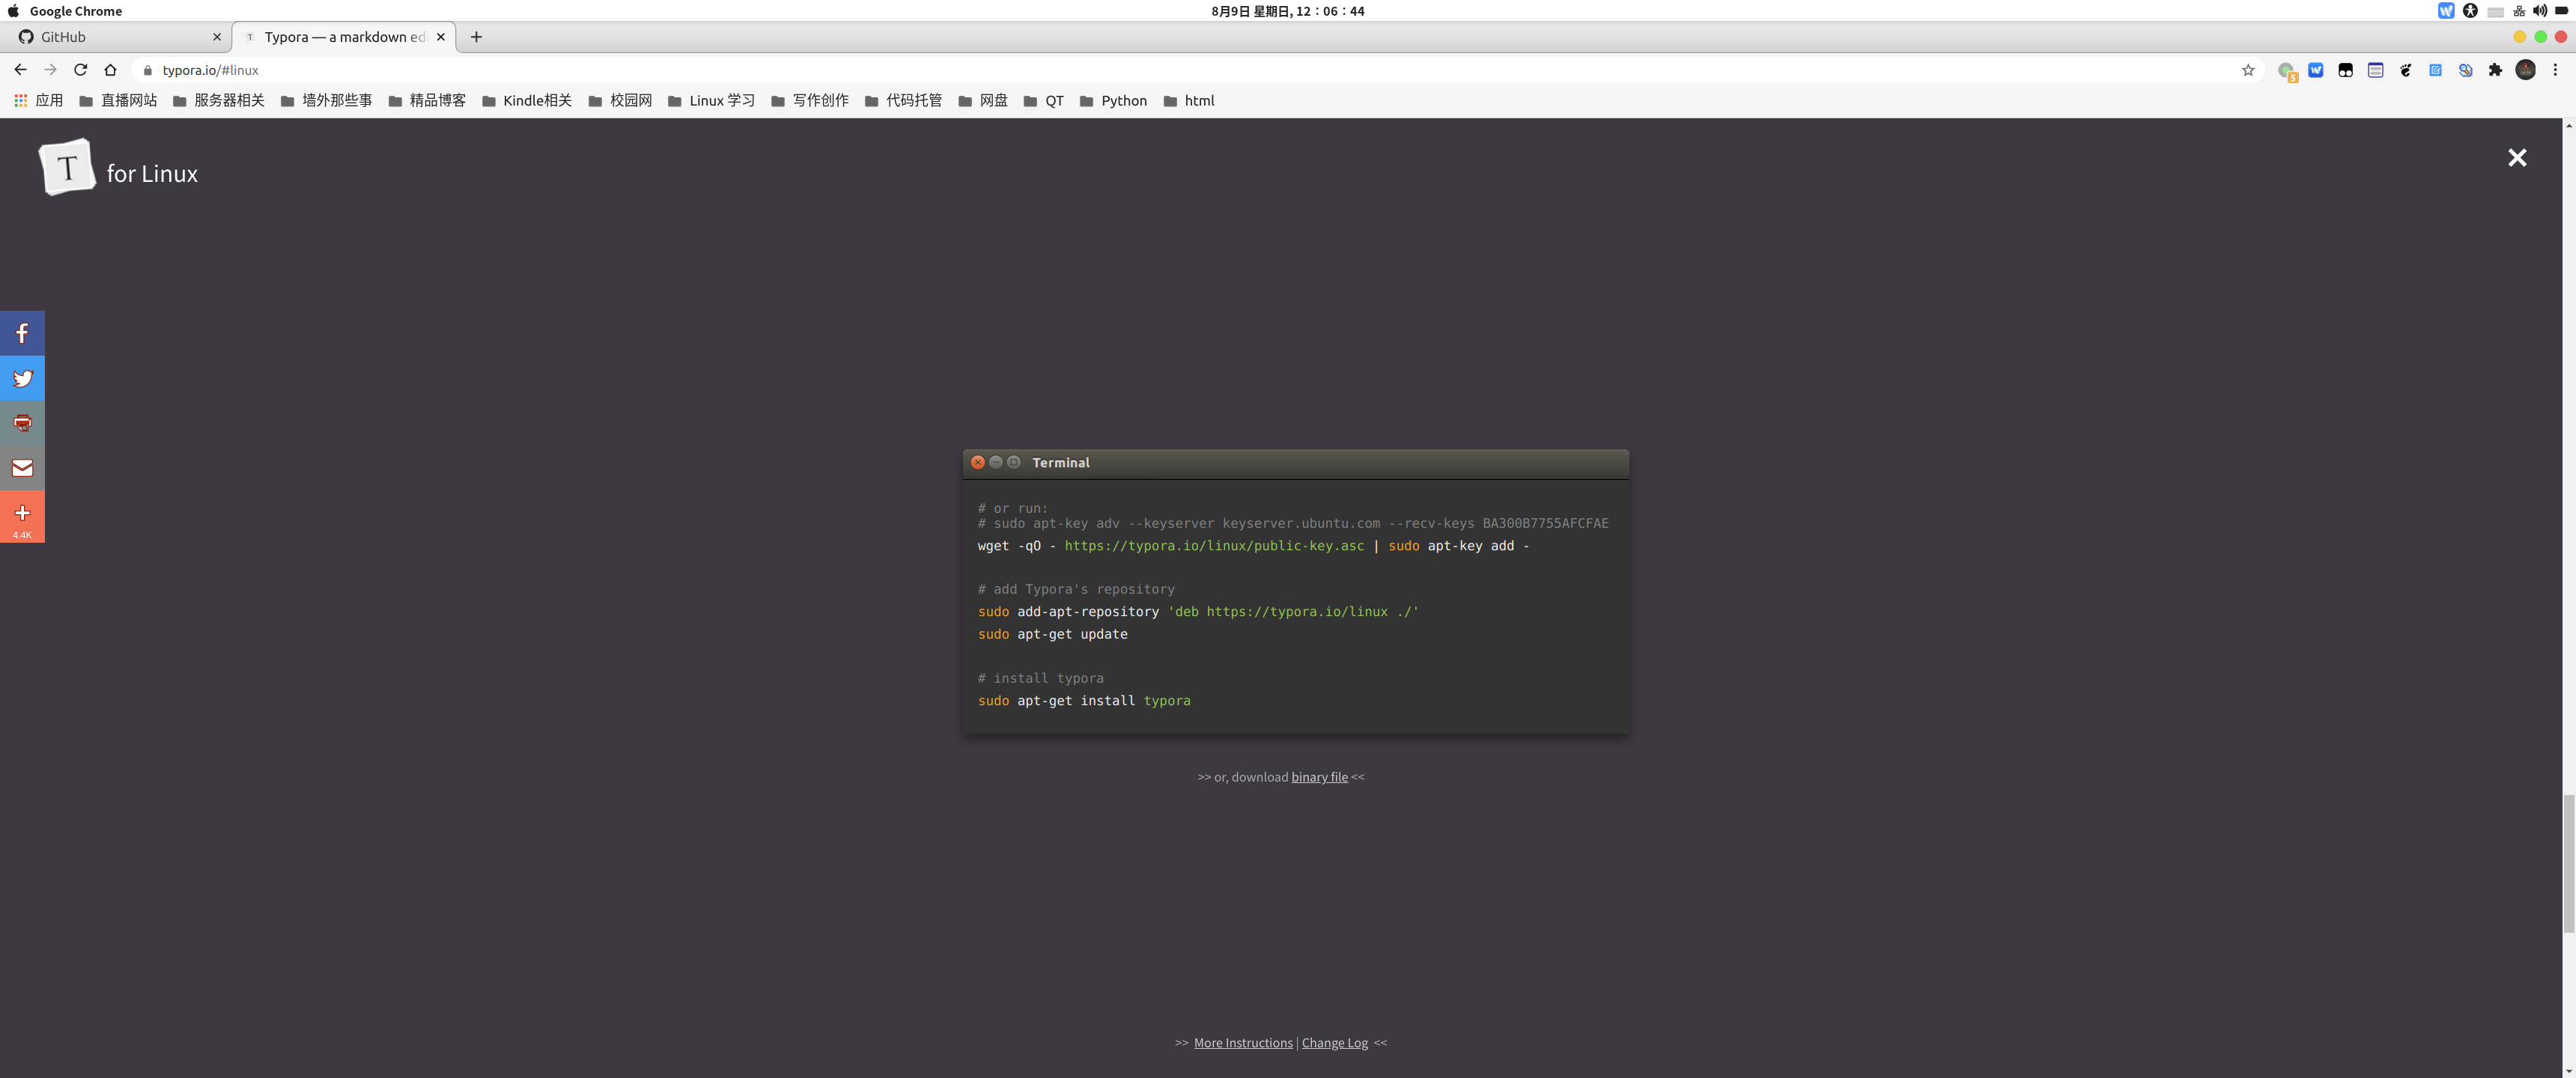 Google Chrome
8月9日 星期日, 12：06：44
GitHub
Typora — a markdown ed
typora.io/#linux
5
应用 直播网站 服务器相关 墙外那些事 精品博客 Kindle相关 校园网 Linux 学习 写作创作 代码托管 网盘 QT Python html
T for Linux
4.4K
Terminal
# or run:
# sudo apt-key adv --keyserver keyserver.ubuntu.com --recv-keys BA300B7755AFCFAE
wget -qO - https://typora.io/linux/public-key.asc | sudo apt-key add -
# add Typora's repository
sudo add-apt-repository 'deb https://typora.io/linux ./'
sudo apt-get update
# install typora
sudo apt-get install typora
>> or, download binary file <<
>> More Instructions | Change Log <<